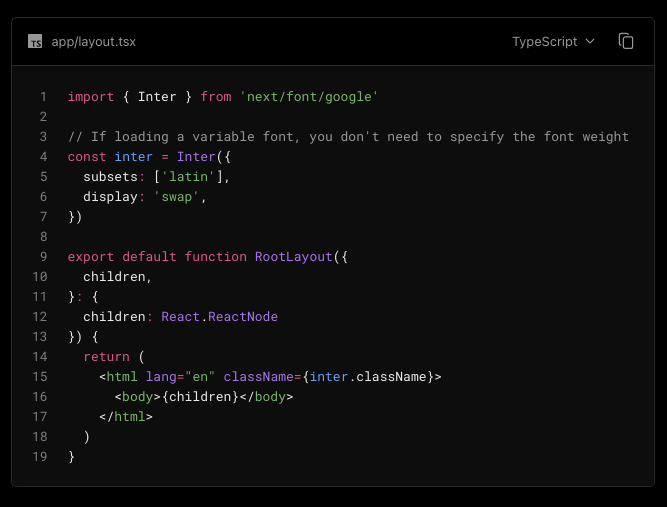 TS app/layout.tsx TypeScript
1 import { Inter } from 'next/font/google'
2
3 // If loading a variable font, you don't need to specify the font weight
4 const inter = Inter({
5   subsets: ['latin'],
6   display: 'swap',
7 })
8
9 export default function RootLayout({
10   children,
11 }: {
12   children: React.ReactNode
13 }) {
14   return (
15     <html lang="en" className={inter.className}>
16       <body>{children}</body>
17     </html>
18   )
19 }